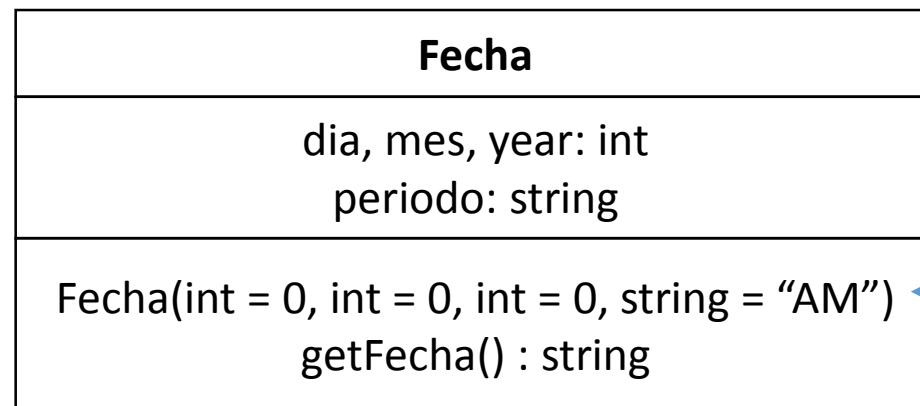 Fecha
dia, mes, year: int
periodo: string
Fecha(int = 0, int = 0, int = 0, string = “AM”)
getFecha() : string